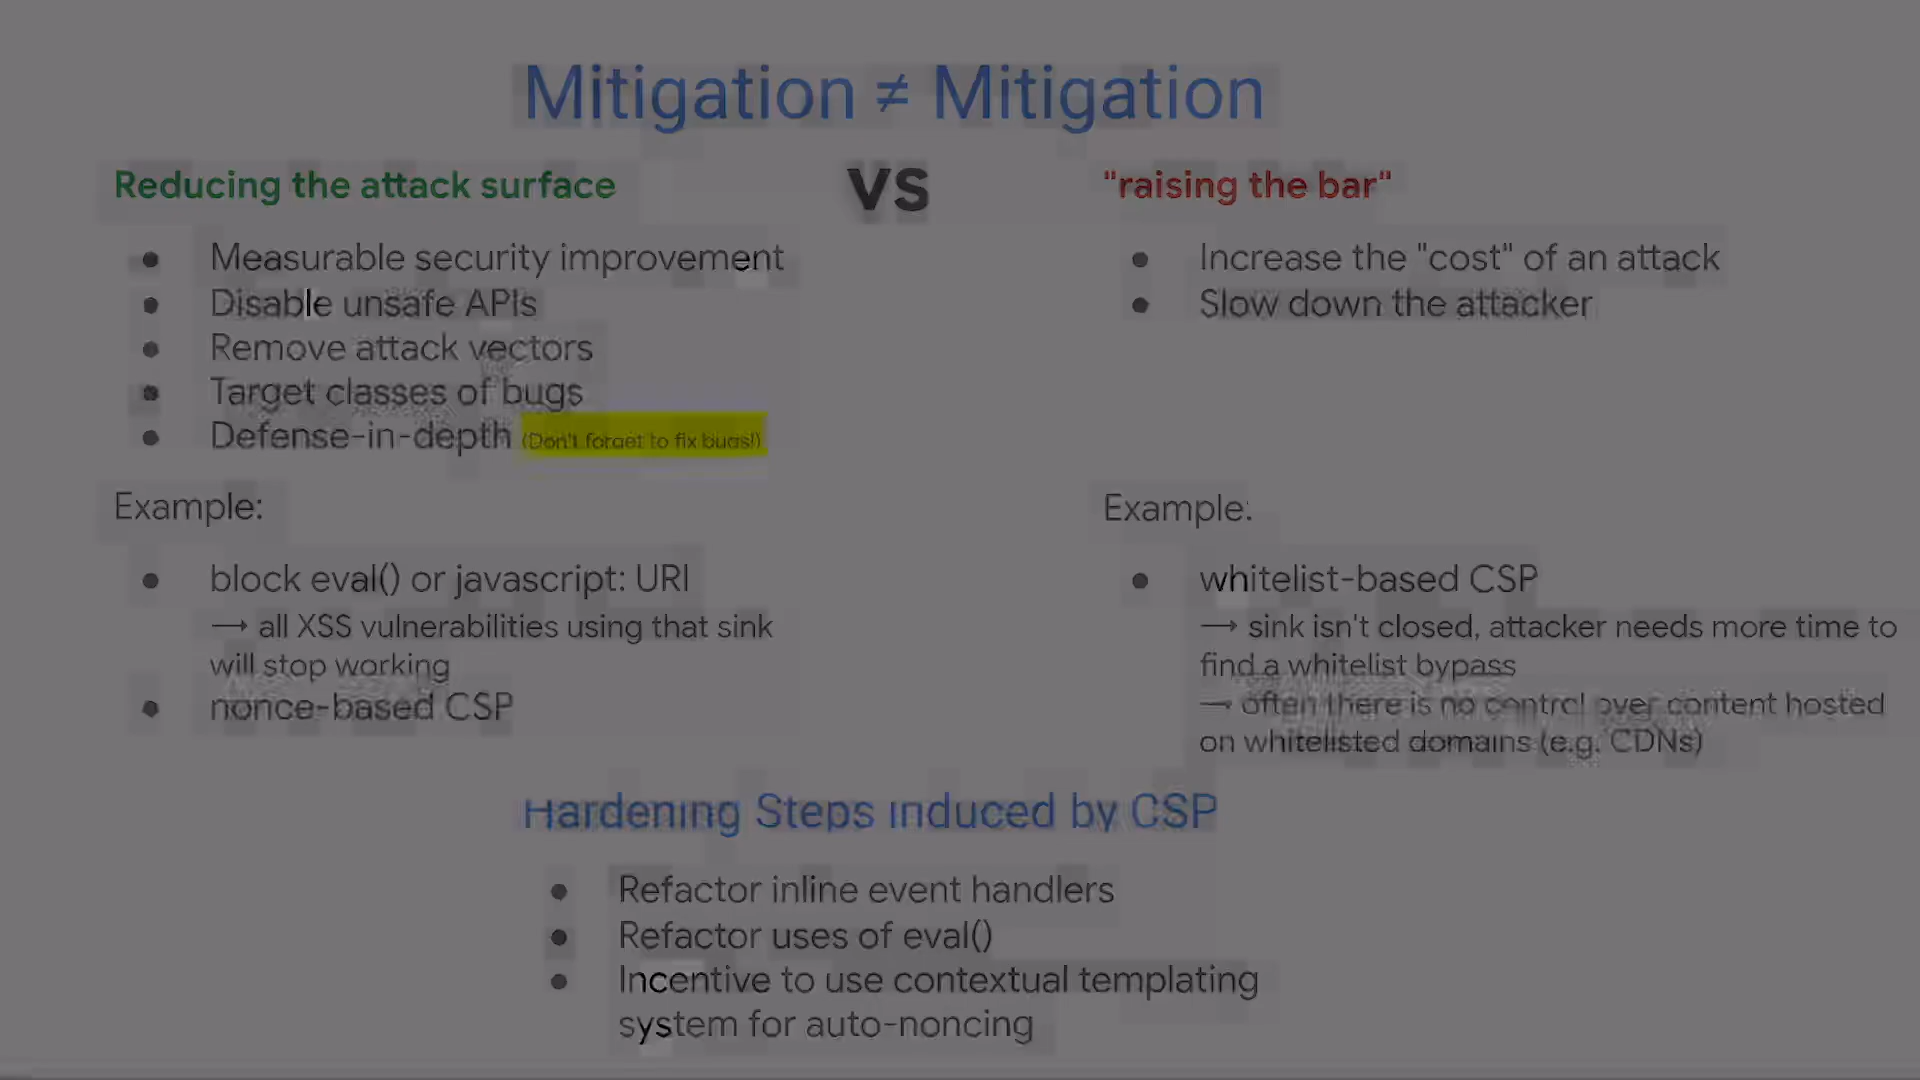 Mitigation ≠ Mitigation
Reducing the attack surface
VS
"raising the bar"
• Measurable security improvement
• Disable unsafe APIs
• Remove attack vectors
• Target classes of bugs
• Defense-in-depth (Don't forget to fix bugs!)
• Increase the "cost" of an attack
• Slow down the attacker
Example:
• block eval() or javascript: URI
→ all XSS vulnerabilities using that sink
will stop working
• nonce-based CSP
Example:
• whitelist-based CSP
→ sink isn't closed, attacker needs more time to
find a whitelist bypass
→ often there is no control over content hosted
on whitelisted domains (e.g. CDNs)
Hardening Steps induced by CSP
• Refactor inline event handlers
• Refactor uses of eval()
• Incentive to use contextual templating
system for auto-noncing